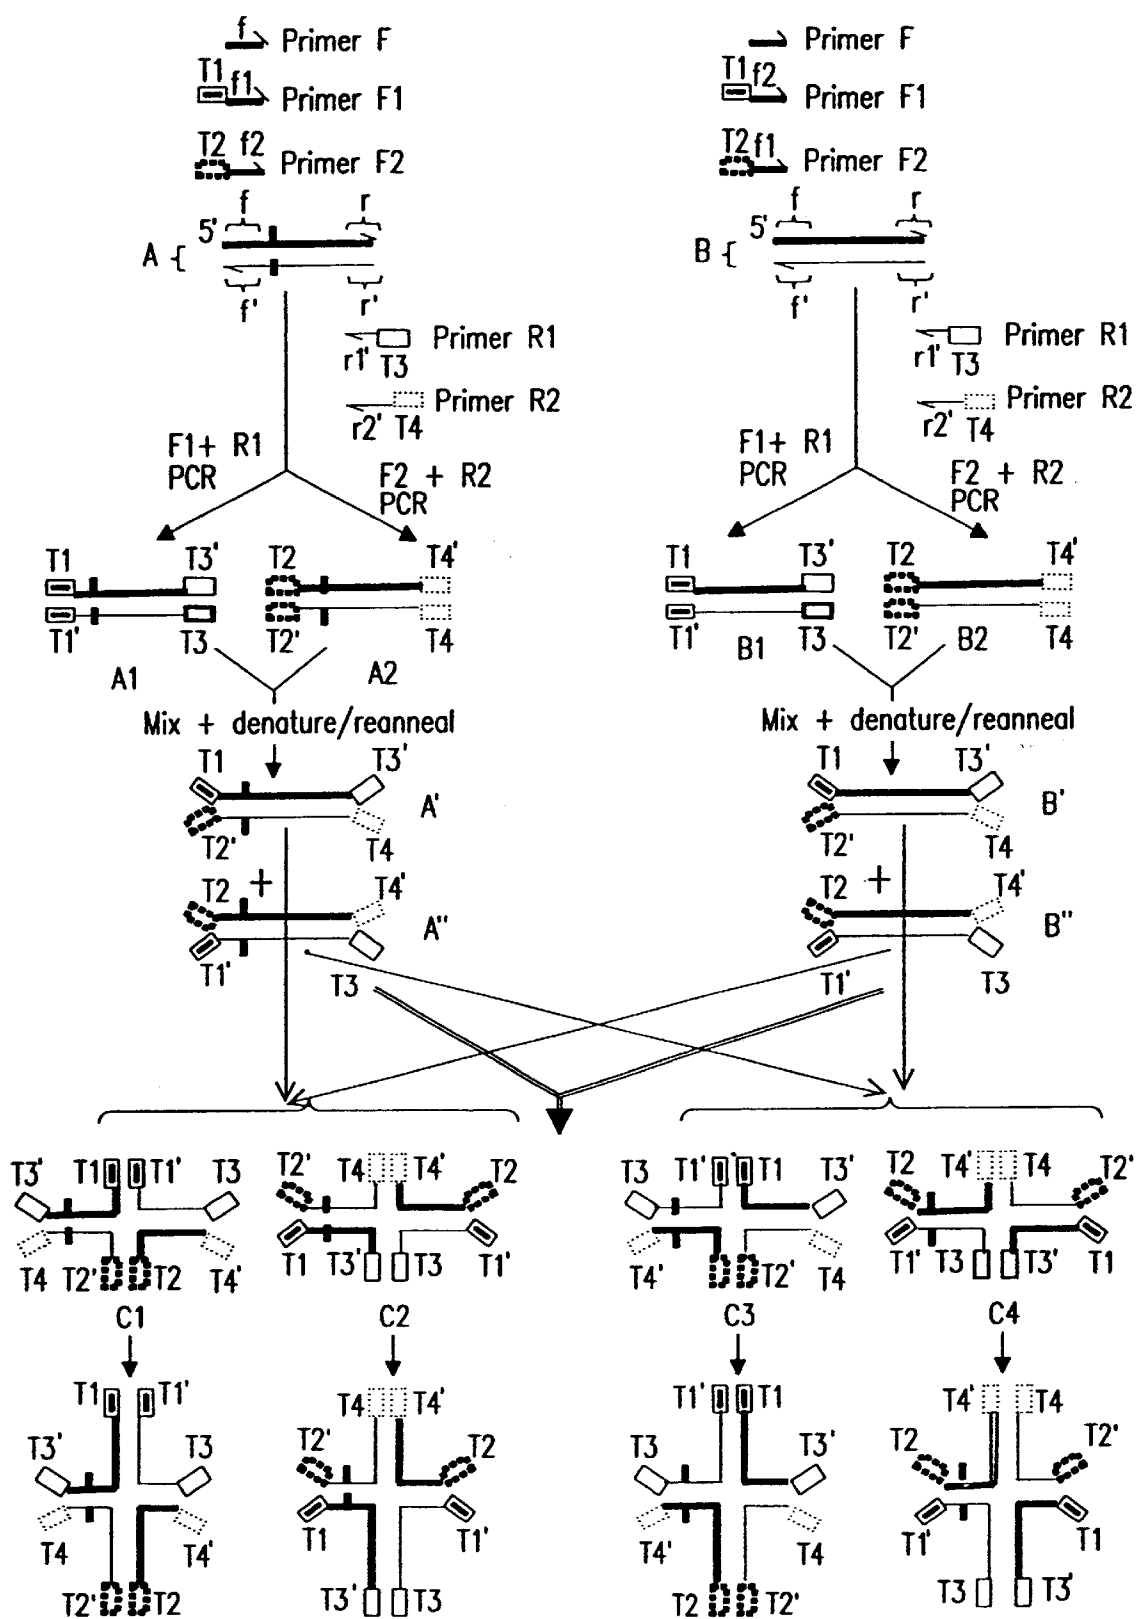 f
Primer F
T1 f1
Primer F1
T2 f2
Primer F2
f r
5'
A {
f' r'
Primer R1
r1' T3
Primer R2
r2' T4
F1+ R1
PCR
F2 + R2
PCR
T1 T3' T2 T4'
T1' T3 T2' T4
A1 A2
Mix + denature/reanneal
T1 T3'
A'
T2' T4
+
T2 T4'
A"
T1' T3
Primer F
T1 f2
Primer F1
T2 f1
Primer F2
f r
5'
B {
f' r'
Primer R1
r1' T3
Primer R2
r2' T4
F1+ R1
PCR
F2 + R2
PCR
T1 T3' T2 T4'
T1' T3 T2' T4
B1 B2
Mix + denature/reanneal
T1 T3'
B'
T2' T4
+
T2 T4'
B"
T1' T3
T3' T1 T1' T3
T4 T2' T2 T4'
C1
T2' T4 T4' T2
T1 T3' T3 T1'
C2
T3 T1' T1 T3'
T4' T2' T4
C3
T2 T4' T4 T2'
T1' T3 T3' T1
C4
T1 T1'
T3' T3
T4 T4'
T2' T2
T4 T4'
T2' T2
T1 T1'
T3' T3
T1' T1
T3 T3'
T4' T4
T2 T2'
T4' T4
T2 T2'
T1' T1
T3 T3'